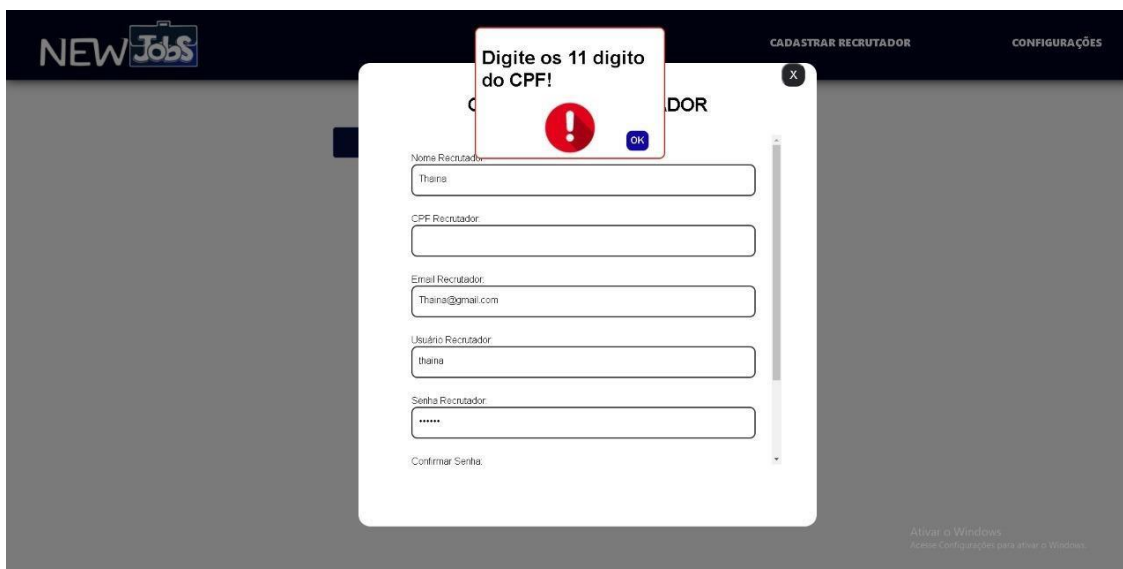 NEW JobS
CADASTRAR RECRUTADOR
CONFIGURAÇÕES
Digite os 11 digito
do CPF!
OK
X
Nome Recrutador:
Thaina
CPF Recrutador:
Email Recrutador:
Thaina@gmail.com
Usuário Recrutador:
thaina
Senha Recrutador:
••••••
Confirmar Senha:
Ativar o Windows
Acesse Configurações para ativar o Windows.